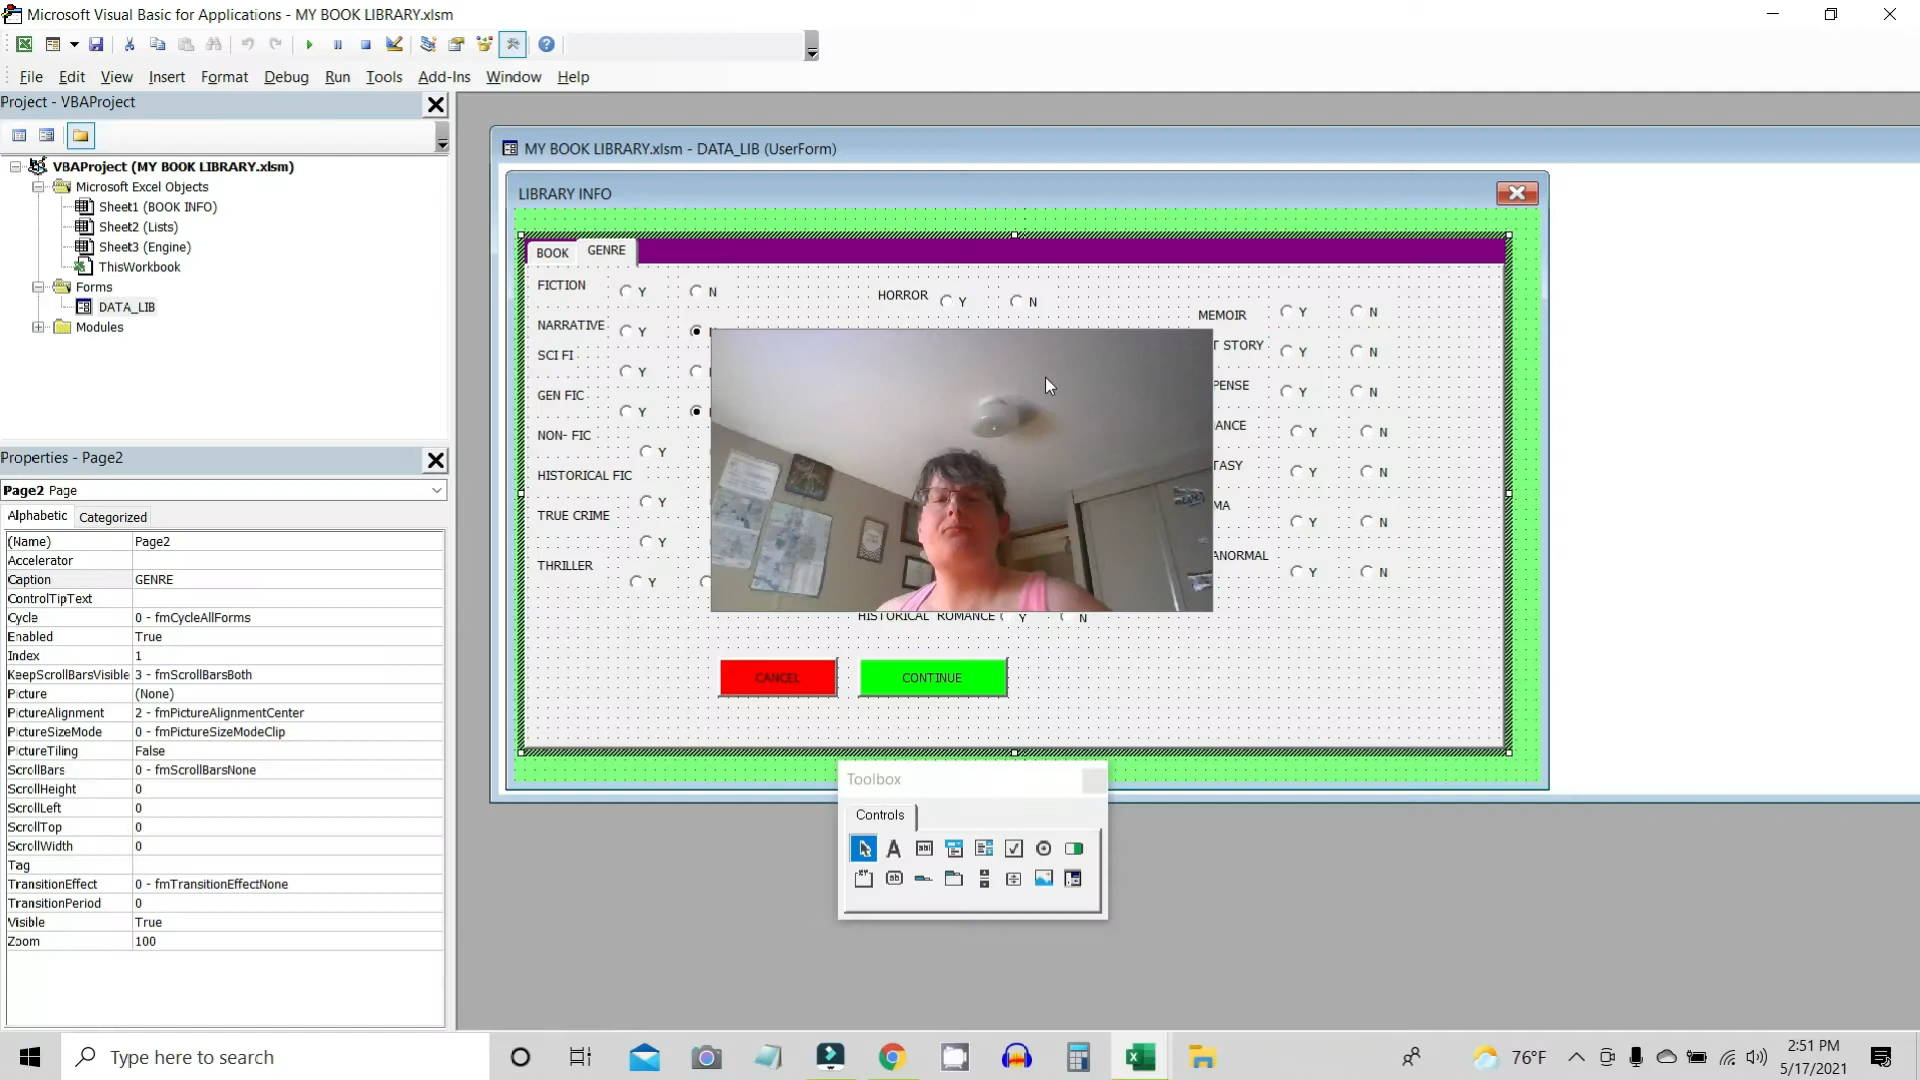 Microsoft Visual Basic for Applications - MY BOOK LIBRARY.xlsm
File Edit View Insert Format Debug Run Tools Add-Ins Window Help
Project - VBAProject
VBAProject (MY BOOK LIBRARY.xlsm)
Microsoft Excel Objects
Sheet1 (BOOK INFO)
Sheet2 (Lists)
Sheet3 (Engine)
ThisWorkbook
Forms
DATA_LIB
Modules
Properties - Page2
Page2 Page
Alphabetic Categorized
(Name) Page2
Accelerator
Caption GENRE
ControlTipText
Cycle 0 - fmCycleAllForms
Enabled True
Index 1
KeepScrollBarsVisible 3 - fmScrollBarsBoth
Picture (None)
PictureAlignment 2 - fmPictureAlignmentCenter
PictureSizeMode 0 - fmPictureSizeModeClip
PictureTiling False
ScrollBars 0 - fmScrollBarsNone
ScrollHeight 0
ScrollLeft 0
ScrollTop 0
ScrollWidth 0
Tag
TransitionEffect 0 - fmTransitionEffectNone
TransitionPeriod 0
Visible True
Zoom 100
MY BOOK LIBRARY.xlsm - DATA_LIB (UserForm)
LIBRARY INFO
BOOK GENRE
FICTION Y N
NARRATIVE Y
SCI FI Y
GEN FIC Y
NON- FIC Y
HISTORICAL FIC Y
TRUE CRIME Y
THRILLER Y
HORROR Y N
HISTORICAL ROMANCE Y N
MEMOIR Y N
T STORY Y N
PENSE Y N
ANCE Y N
TASY Y N
MA Y N
ANORMAL Y N
CANCEL CONTINUE
Toolbox
Controls
Type here to search
76°F
2:51 PM
5/17/2021